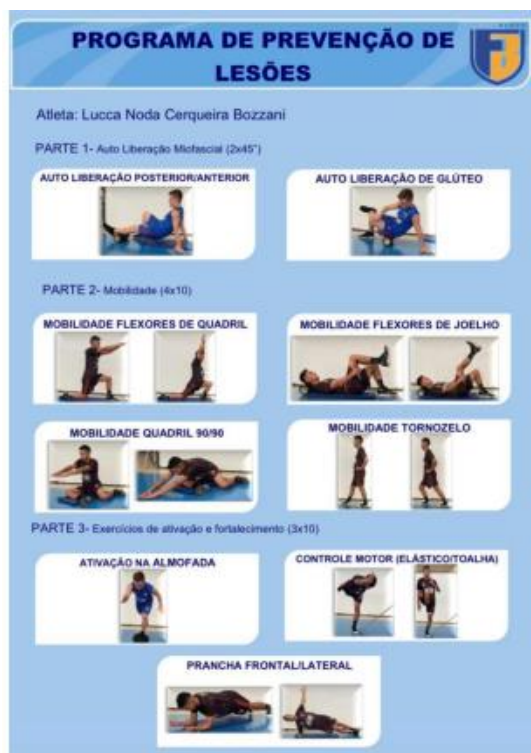 PROGRAMA DE PREVENÇÃO DE
LESÕES
Atleta: Lucca Noda Cerqueira Bozzani
PARTE 1- Auto Liberação Miofascial (2x45")
AUTO LIBERAÇÃO POSTERIOR/ANTERIOR
AUTO LIBERAÇÃO DE GLÚTEO
PARTE 2- Mobilidade (4x10)
MOBILIDADE FLEXORES DE QUADRIL
MOBILIDADE FLEXORES DE JOELHO
MOBILIDADE QUADRIL 90/90
MOBILIDADE TORNOZELO
PARTE 3- Exercícios de ativação e fortalecimento (3x10)
ATIVAÇÃO NA ALMOFADA
CONTROLE MOTOR (ELÁSTICO/TOALHA)
PRANCHA FRONTAL/LATERAL